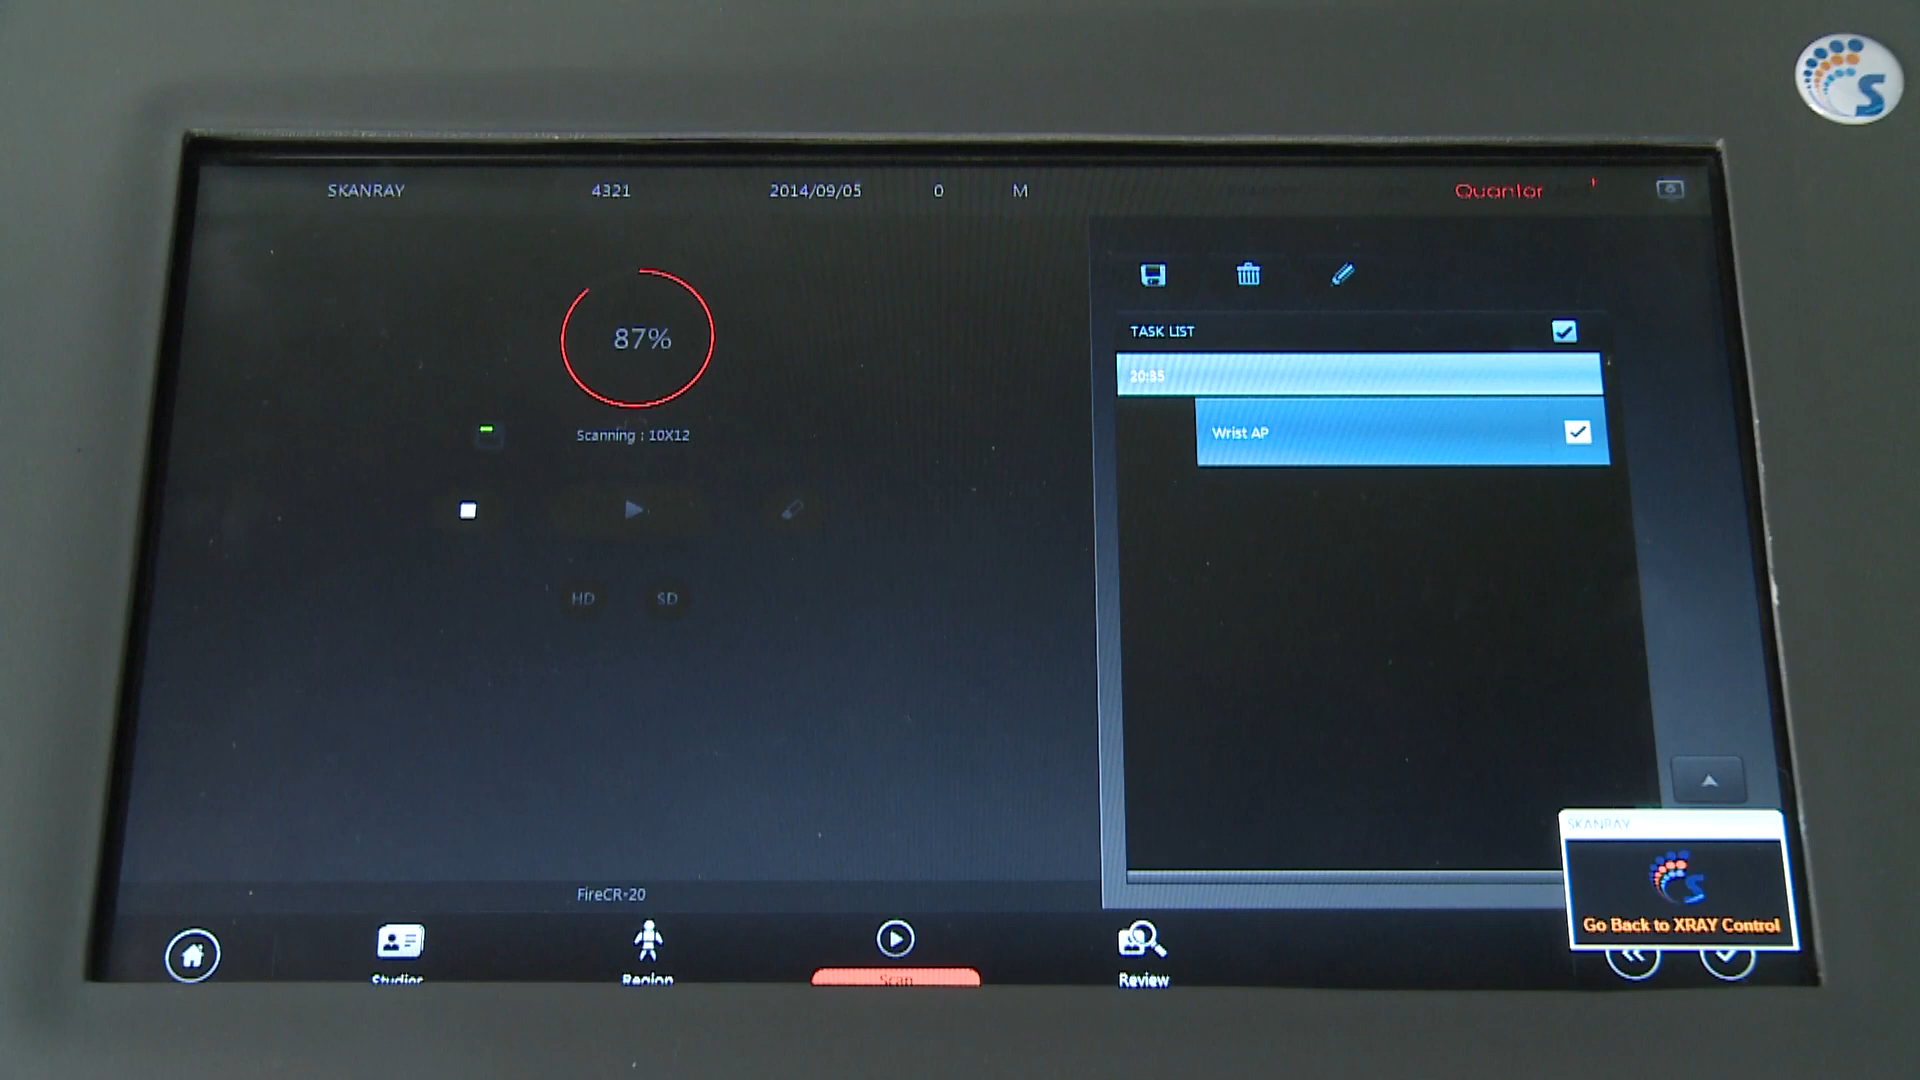 SKANRAY 4321 2014/09/05 0 M Quantor
87%
Scanning : 10X12
HD SD
FireCR-20
TASK LIST
20:35
Wrist AP
SKANRAY
S
Go Back to XRAY Control
Studies Region Scan Review